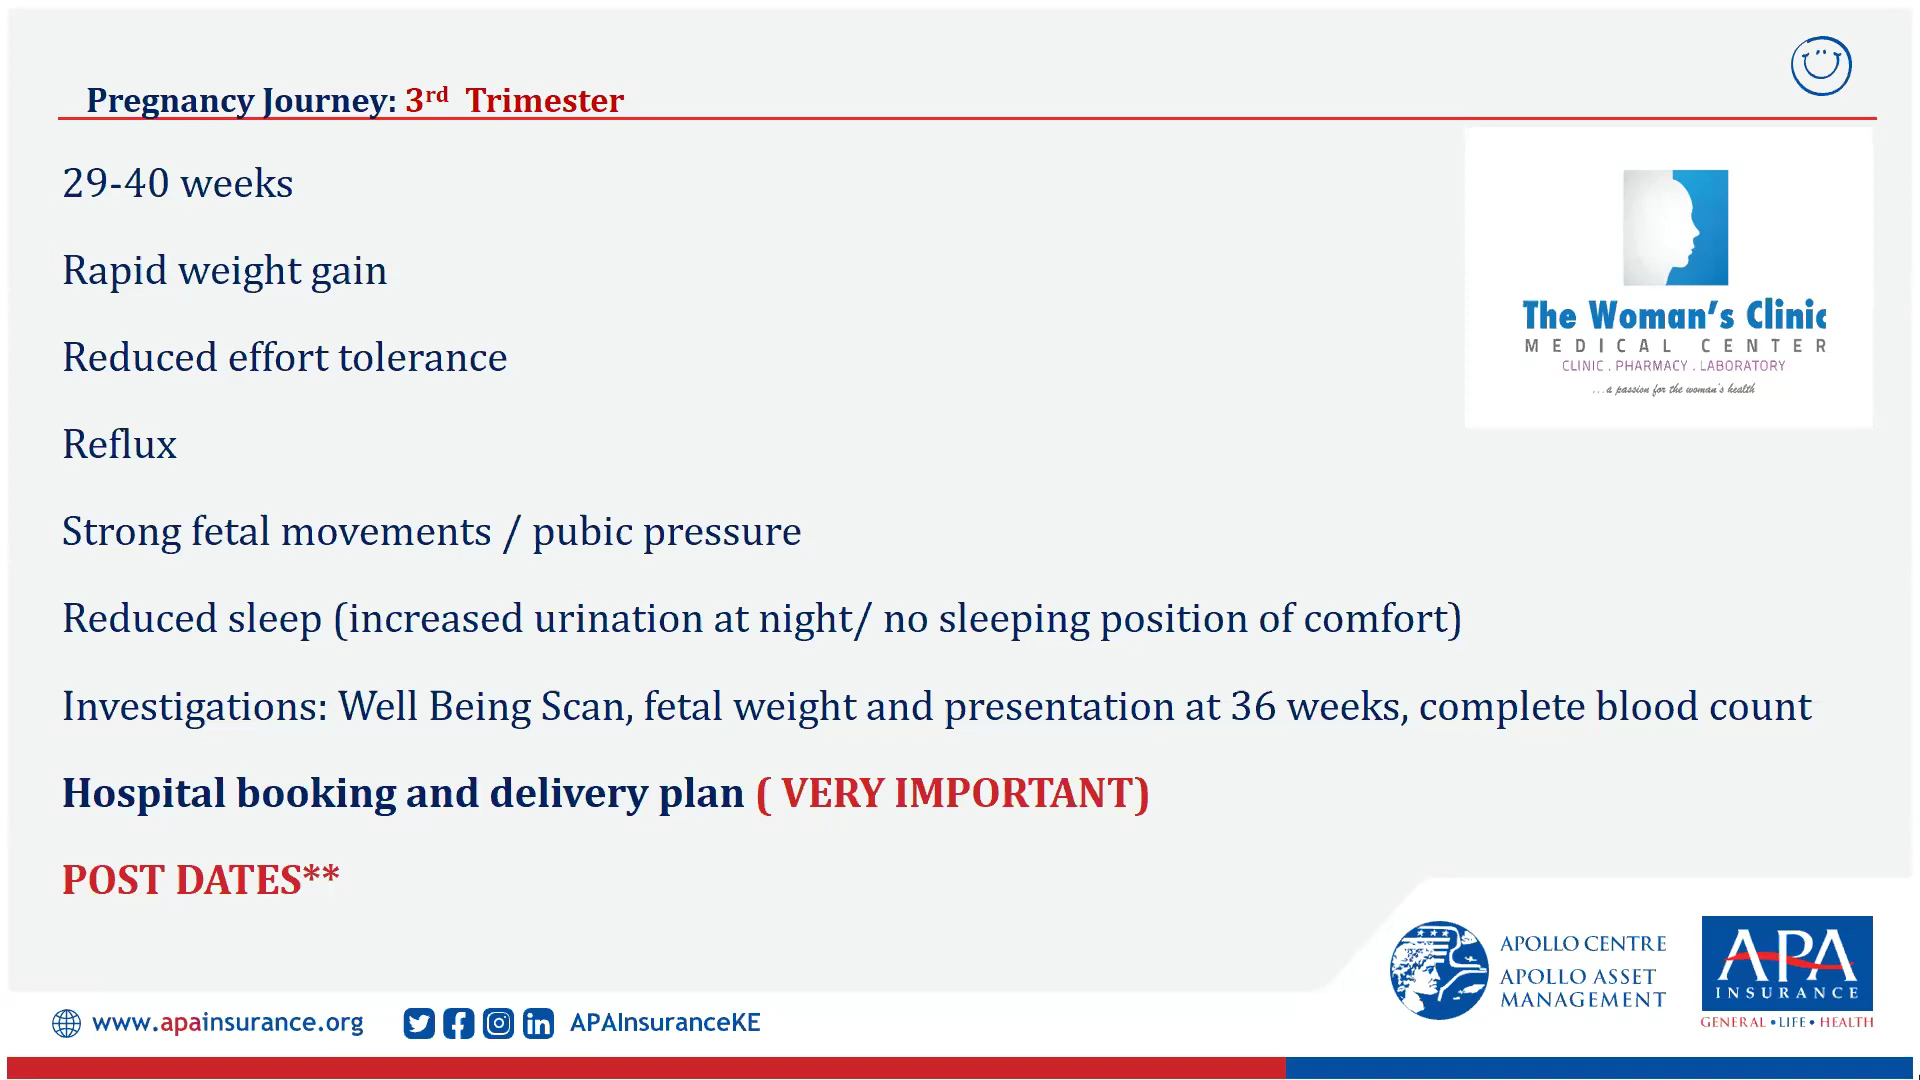 Pregnancy Journey: 3rd Trimester
29-40 weeks
Rapid weight gain
Reduced effort tolerance
Reflux
Strong fetal movements / pubic pressure
Reduced sleep (increased urination at night/ no sleeping position of comfort)
Investigations: Well Being Scan, fetal weight and presentation at 36 weeks, complete blood count
Hospital booking and delivery plan ( VERY IMPORTANT)
POST DATES**
The Woman's Clinic
MEDICAL CENTER
CLINIC . PHARMACY . LABORATORY
...a passion for the woman's health
APOLLO CENTRE
APOLLO ASSET
MANAGEMENT
APA
INSURANCE
GENERAL • LIFE • HEALTH
www.apainsurance.org
APAInsuranceKE